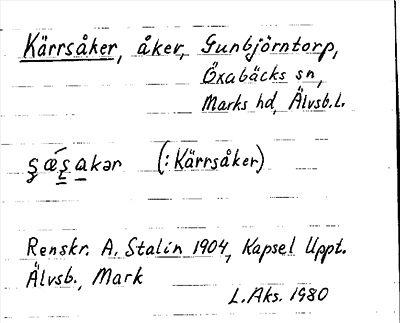 Kärrsåker, åker, Gunbjörntorp,
Öxabäcks sn,
Marks hd, Älvsb.l.
(: Kärrsåker)
Renskr. A. Stalin 1904, Kapsel Uppt.
Älvsb., Mark
L.Aks. 1980